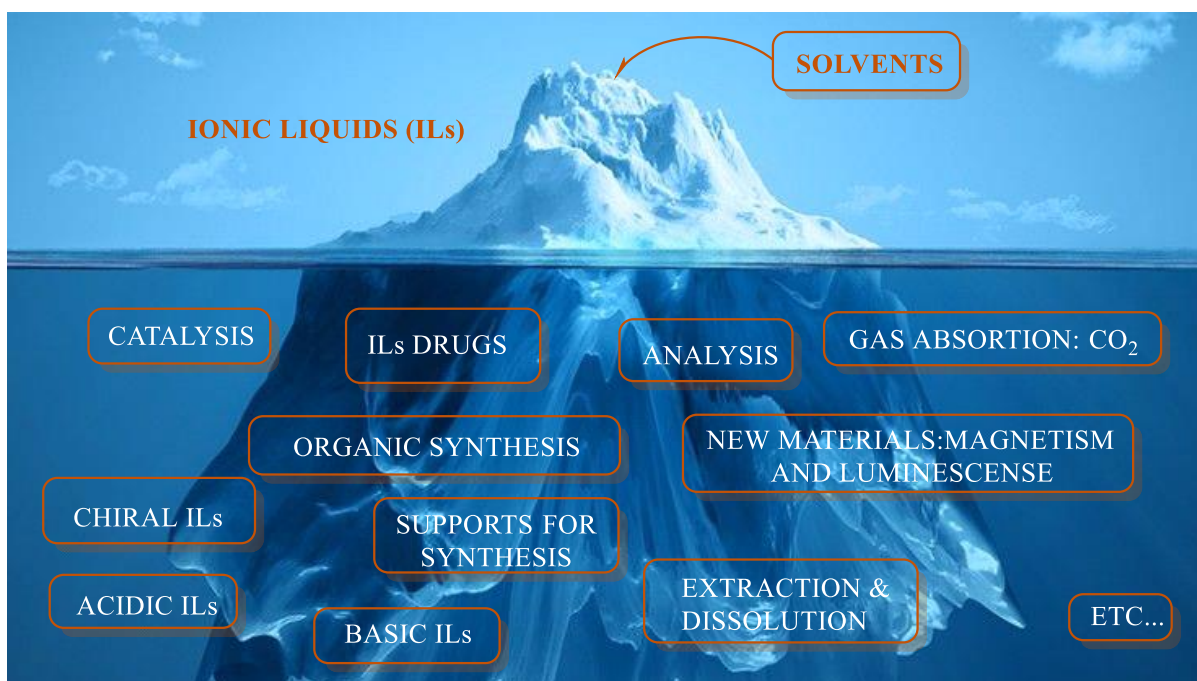 SOLVENTS
IONIC LIQUIDS (ILs)
CATALYSIS
ILs DRUGS
ANALYSIS
GAS ABSORTION: CO₂
ORGANIC SYNTHESIS
NEW MATERIALS:MAGNETISM
AND LUMINESCENSE
CHIRAL ILs
SUPPORTS FOR
SYNTHESIS
ACIDIC ILs
BASIC ILs
EXTRACTION &
DISSOLUTION
ETC...